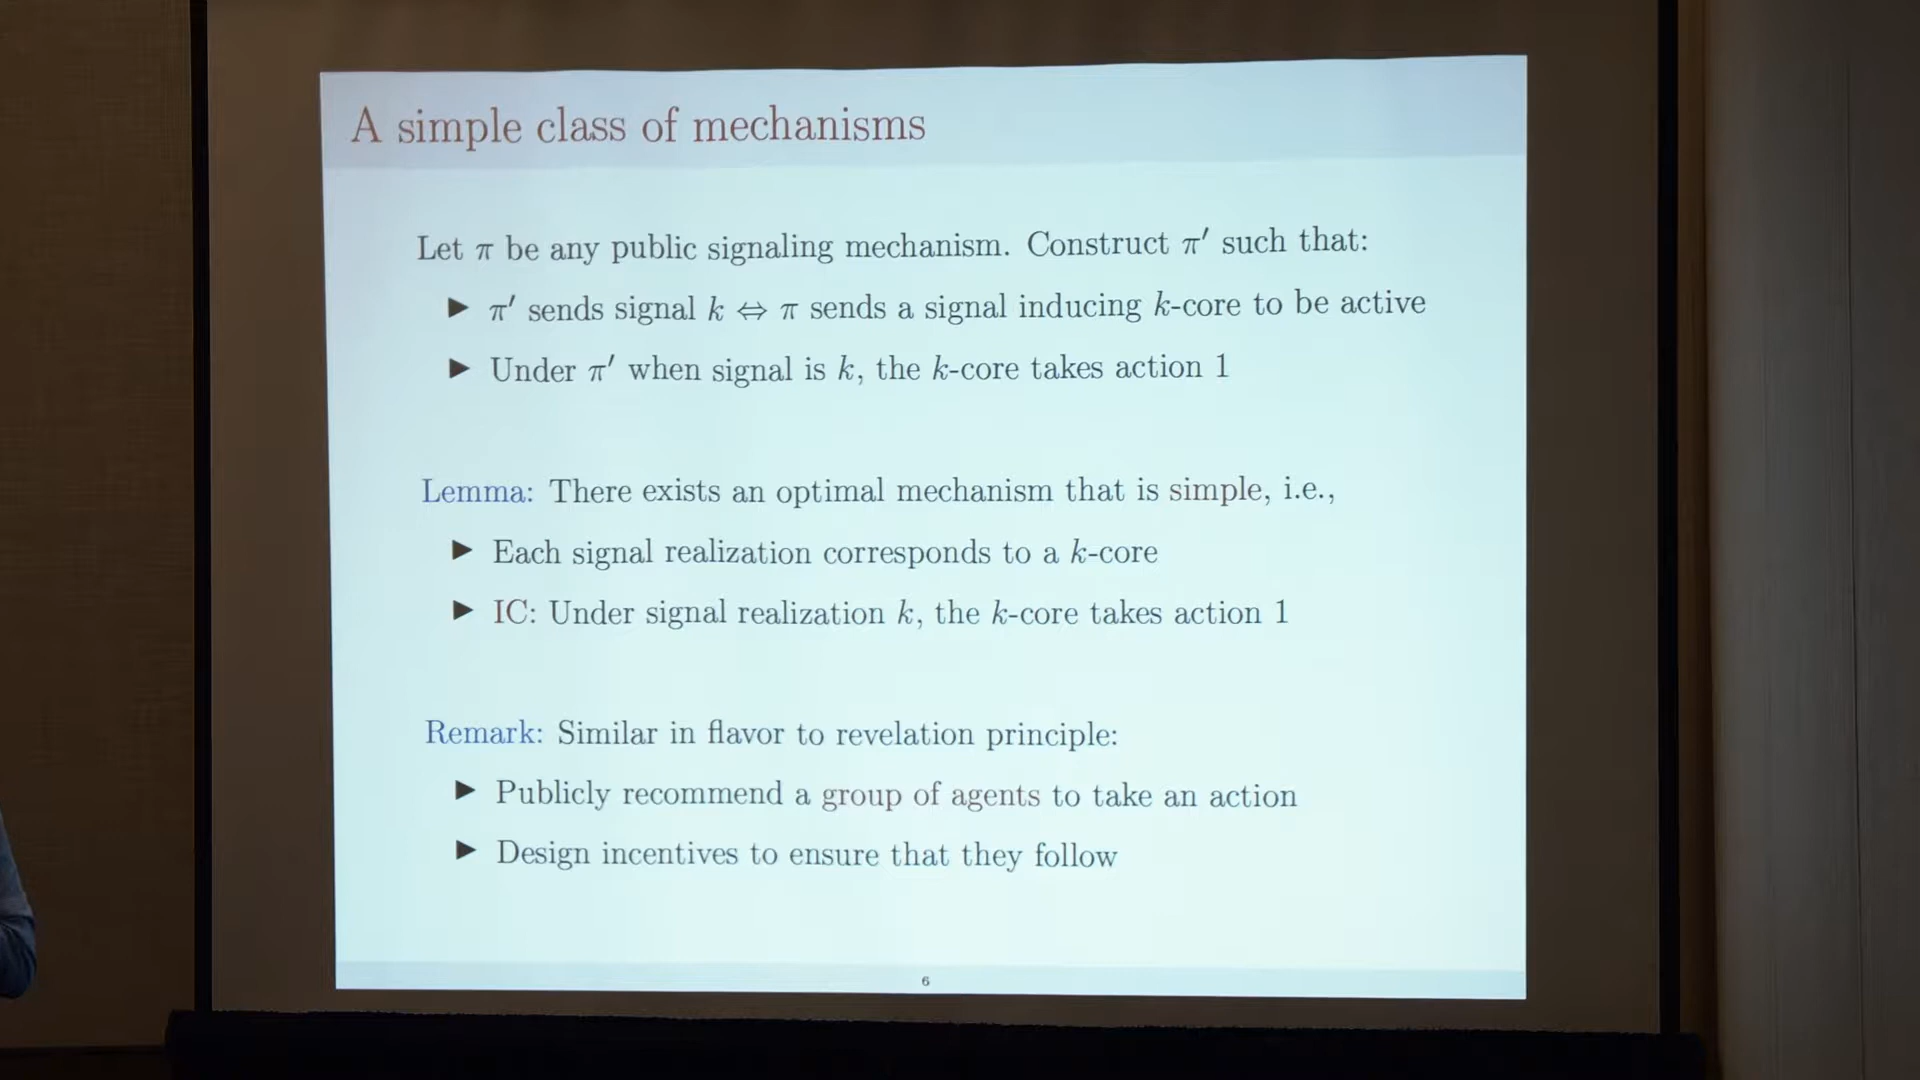 A simple class of mechanisms
Let π be any public signaling mechanism. Construct π′ such that:
▶ π′ sends signal k ⇔ π sends a signal inducing k-core to be active
▶ Under π′ when signal is k, the k-core takes action 1
Lemma: There exists an optimal mechanism that is simple, i.e.,
▶ Each signal realization corresponds to a k-core
▶ IC: Under signal realization k, the k-core takes action 1
Remark: Similar in flavor to revelation principle:
▶ Publicly recommend a group of agents to take an action
▶ Design incentives to ensure that they follow
6